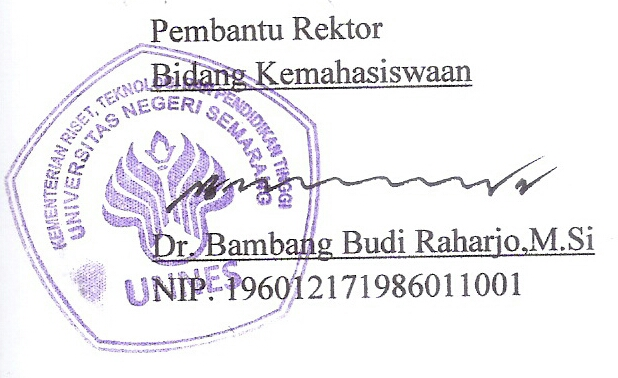 Pembantu Rektor
Bidang Kemahasiswaan
KEMENTERIAN RISET, TEKNOLOGI DAN PENDIDIKAN TINGGI
UNIVERSITAS NEGERI SEMARANG
UNNES
Dr. Bambang Budi Raharjo,M.Si
NIP. 196012171986011001